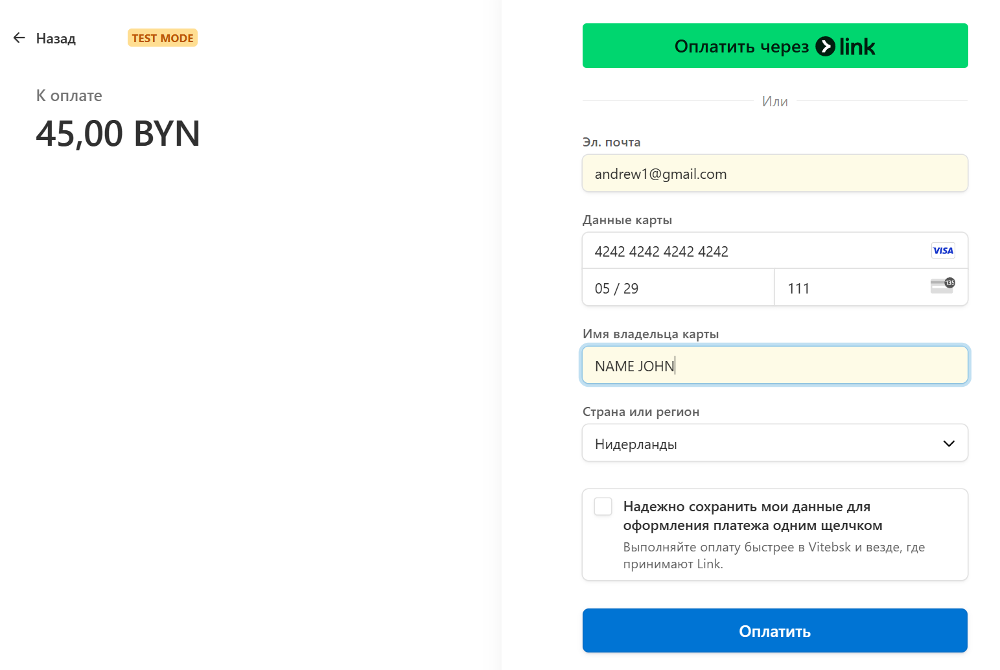 Назад
TEST MODE
К оплате
45,00 BYN
Оплатить через link
Или
Эл. почта
andrew1@gmail.com
Данные карты
4242 4242 4242 4242
VISA
05 / 29
111
135
Имя владельца карты
NAME JOHN
Страна или регион
Нидерланды
Надежно сохранить мои данные для
оформления платежа одним щелчком
Выполняйте оплату быстрее в Vitebsk и везде, где
принимают Link.
Оплатить